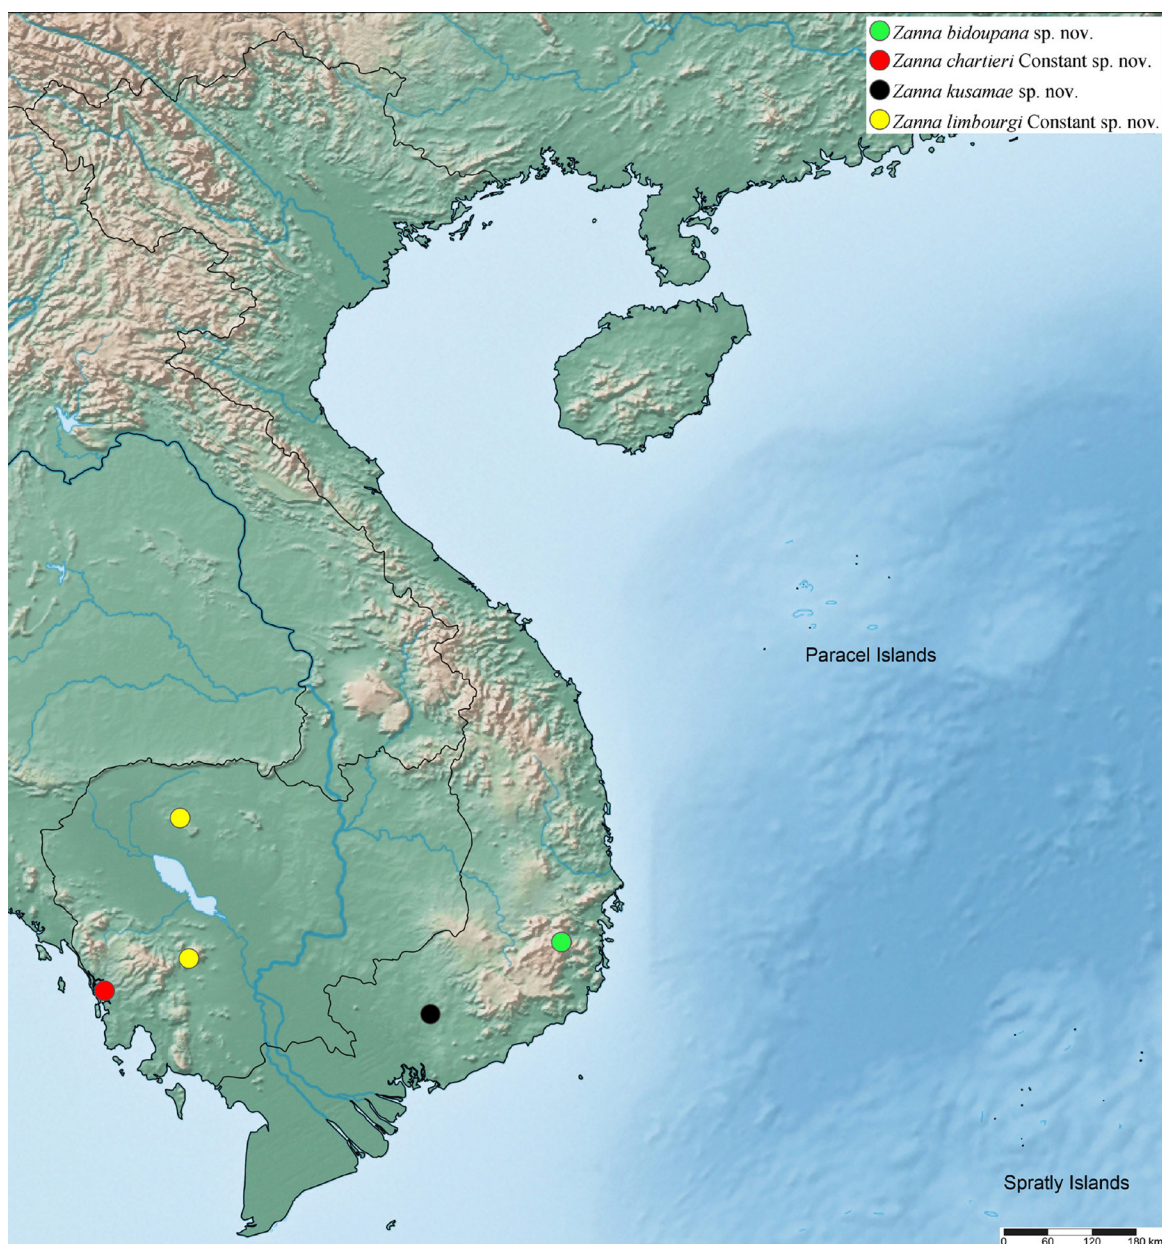 Zanna bidoupana sp. nov.
Zanna chartieri Constant sp. nov.
Zanna kusamae sp. nov.
Zanna limbourgi Constant sp. nov.
Paracel Islands
Spratly Islands
0 60 120 180 km